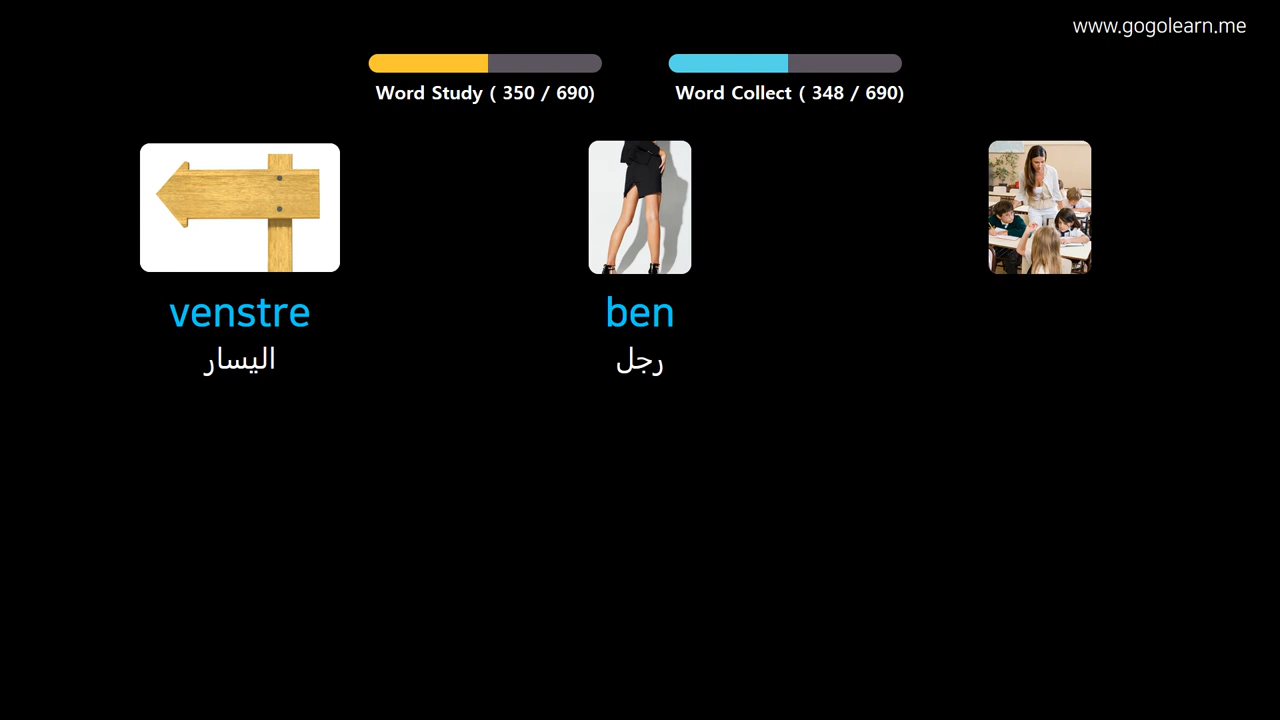 www.gogolearn.me
Word Study ( 350 / 690)
Word Collect ( 348 / 690)
venstre
اليسار
ben
رجل